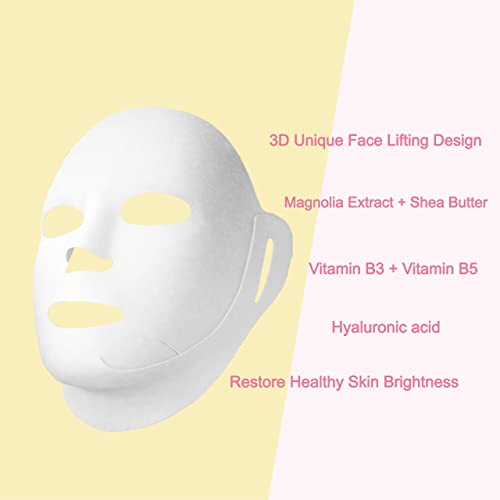 3D Unique Face Lifting Design
Magnolia Extract + Shea Butter
Vitamin B3 + Vitamin B5
Hyaluronic acid
Restore Healthy Skin Brightness